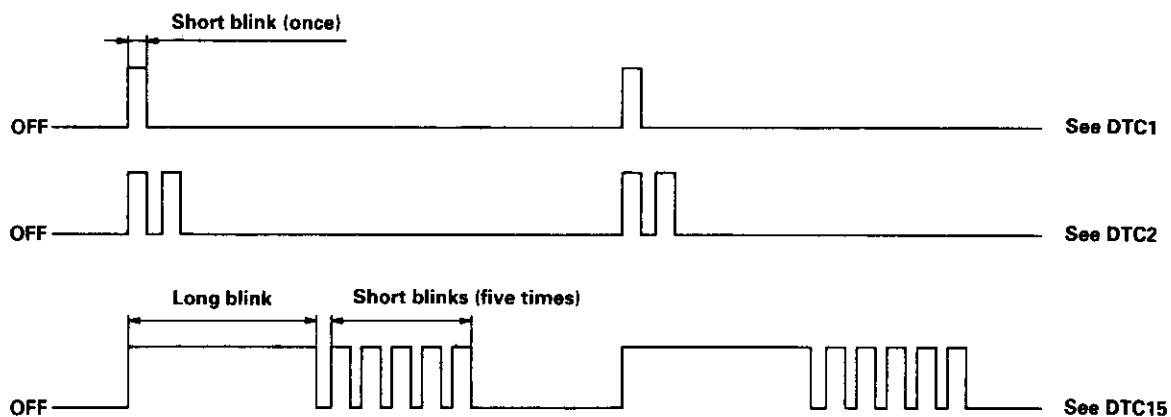 Short blink (once)
OFF
See DTC1
OFF
See DTC2
Long blink
Short blinks (five times)
OFF
See DTC15